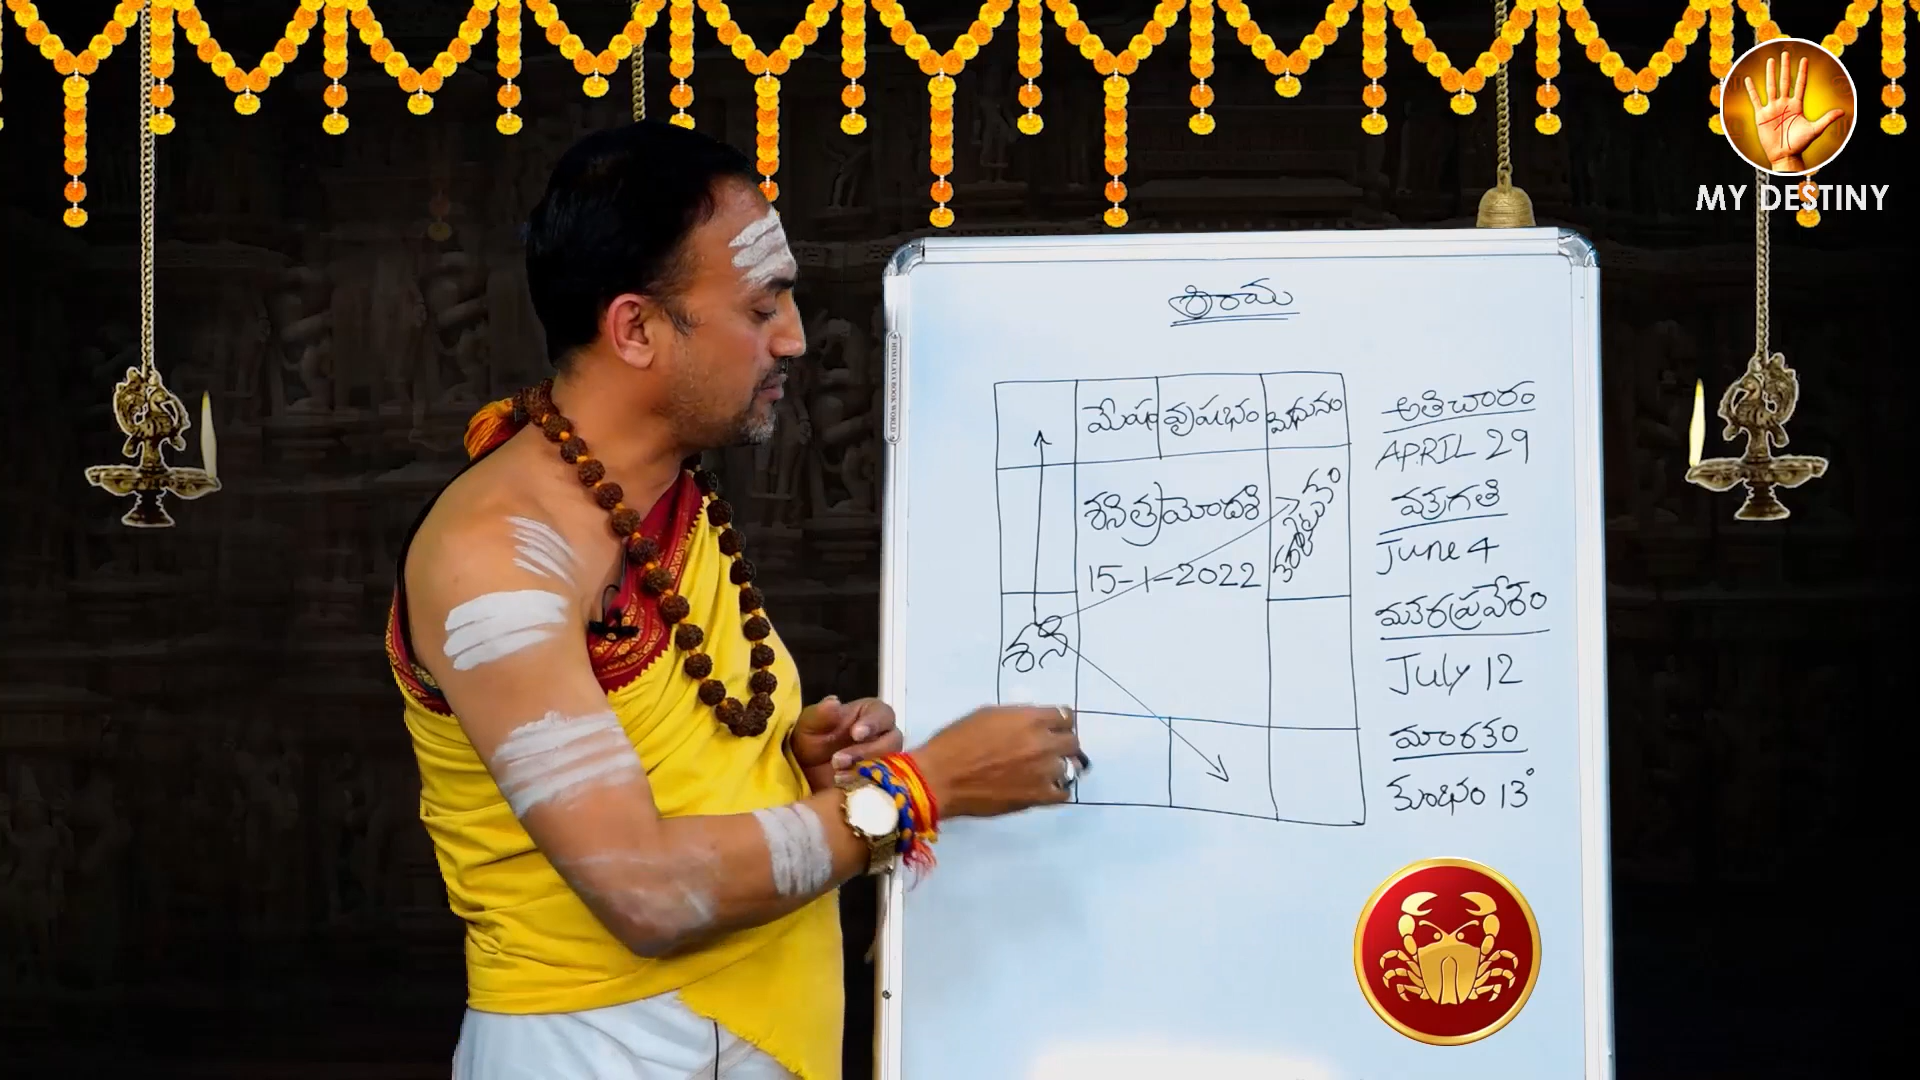 MY DESTINY
శ్రీరామ
మేషం వృషభం మిథునం
శనిత్రయోదశి
15-1-2022
శని
అతిచారం
APRIL 29
వక్రగతి
June 4
మకరప్రవేశం
July 12
మారకం
కుంభం 13°